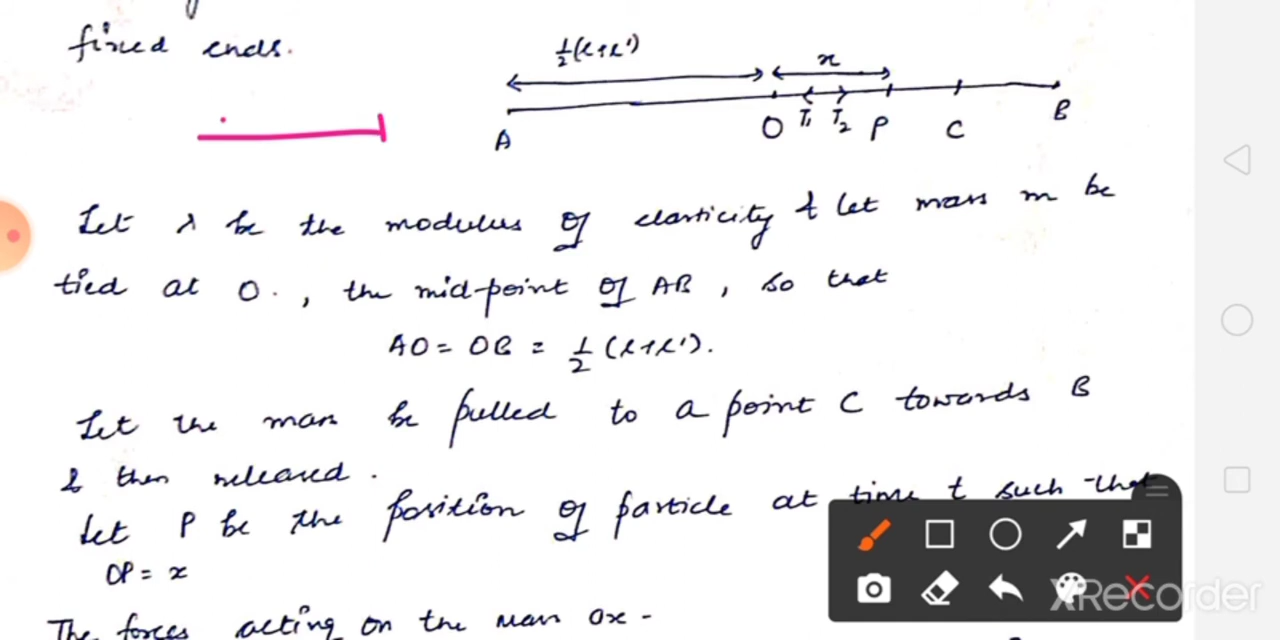 fixed ends.
½(l+l') x
A O T₁ T₂ P C B
Let λ be the modulus of elasticity & let mass m be
tied at O. , the mid-point of AB , so that
AO = OB = ½ (l+l').
Let the mass be pulled to a point C towards B
& then released .
Let P be the position of particle at time t such that
OP = x
The forces acting on the mass are -
XRecorder